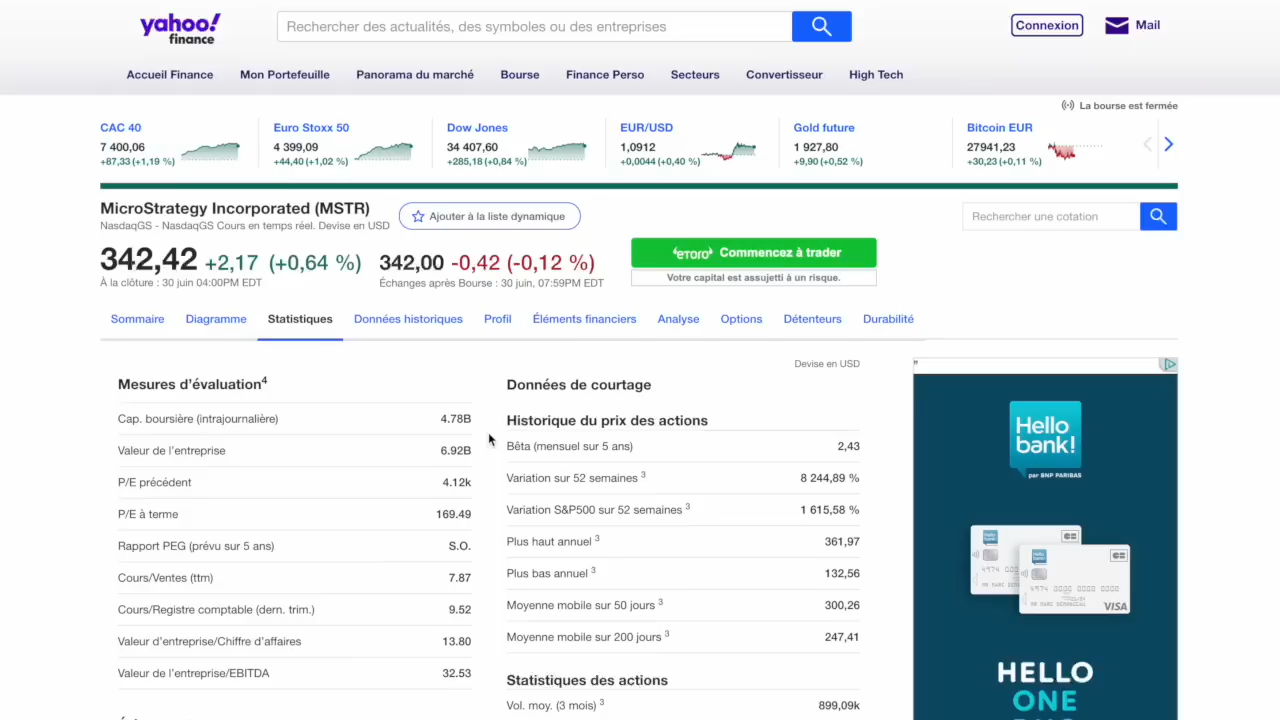 yahoo!
finance
Rechercher des actualités, des symboles ou des entreprises
Connexion
Mail
Accueil Finance Mon Portefeuille Panorama du marché Bourse Finance Perso Secteurs Convertisseur High Tech
La bourse est fermée
CAC 40
7 400,06
+87,33 (+1,19 %)
Euro Stoxx 50
4 399,09
+44,40 (+1,02 %)
Dow Jones
34 407,60
+285,18 (+0,84 %)
EUR/USD
1,0912
+0,0044 (+0,40 %)
Gold future
1 927,80
+9,90 (+0,52 %)
Bitcoin EUR
27941,23
+30,23 (+0,11 %)
MicroStrategy Incorporated (MSTR)
NasdaqGS - NasdaqGS Cours en temps réel. Devise en USD
Ajouter à la liste dynamique
Rechercher une cotation
342,42 +2,17 (+0,64 %)
À la clôture : 30 juin 04:00PM EDT
342,00 -0,42 (-0,12 %)
Échanges après Bourse : 30 juin, 07:59PM EDT
etoro Commencez à trader
Votre capital est assujetti à un risque.
Sommaire Diagramme Statistiques Données historiques Profil Éléments financiers Analyse Options Détenteurs Durabilité
Devise en USD
Mesures d’évaluation4
Cap. boursière (intrajournalière) 4.78B
Valeur de l’entreprise 6.92B
P/E précédent 4.12k
P/E à terme 169.49
Rapport PEG (prévu sur 5 ans) S.O.
Cours/Ventes (ttm) 7.87
Cours/Registre comptable (dern. trim.) 9.52
Valeur d’entreprise/Chiffre d’affaires 13.80
Valeur de l’entreprise/EBITDA 32.53
Données de courtage
Historique du prix des actions
Bêta (mensuel sur 5 ans) 2,43
Variation sur 52 semaines 3 8 244,89 %
Variation S&P500 sur 52 semaines 3 1 615,58 %
Plus haut annuel 3 361,97
Plus bas annuel 3 132,56
Moyenne mobile sur 50 jours 3 300,26
Moyenne mobile sur 200 jours 3 247,41
Statistiques des actions
Vol. moy. (3 mois) 3 899,09k
Hello
bank!
par BNP PARIBAS
VISA
HELLO
ONE